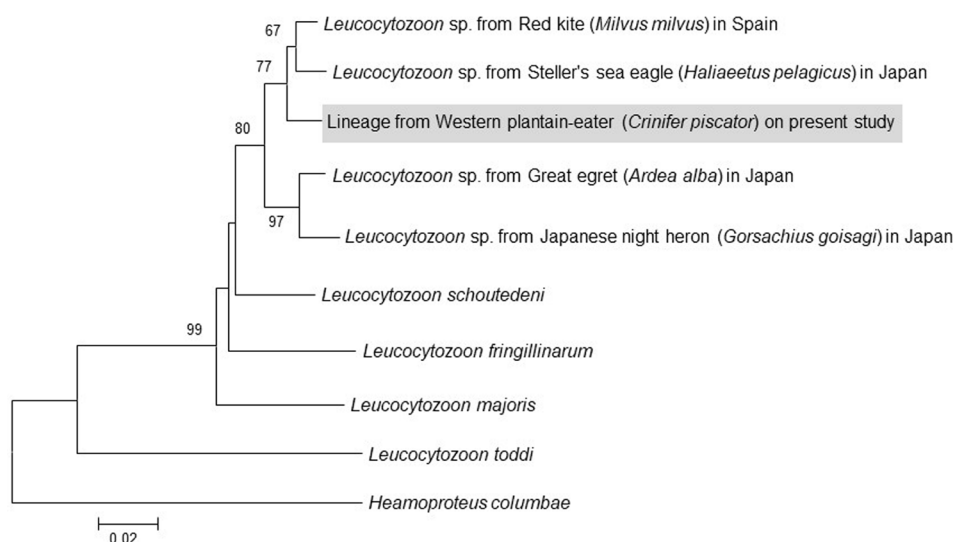 67
Leucocytozoon sp. from Red kite (Milvus milvus) in Spain
77
Leucocytozoon sp. from Steller's sea eagle (Haliaeetus pelagicus) in Japan
Lineage from Western plantain-eater (Crinifer piscator) on present study
80
Leucocytozoon sp. from Great egret (Ardea alba) in Japan
97
Leucocytozoon sp. from Japanese night heron (Gorsachius goisagi) in Japan
Leucocytozoon schoutedeni
99
Leucocytozoon fringillinarum
Leucocytozoon majoris
Leucocytozoon toddi
Heamoproteus columbae
0.02